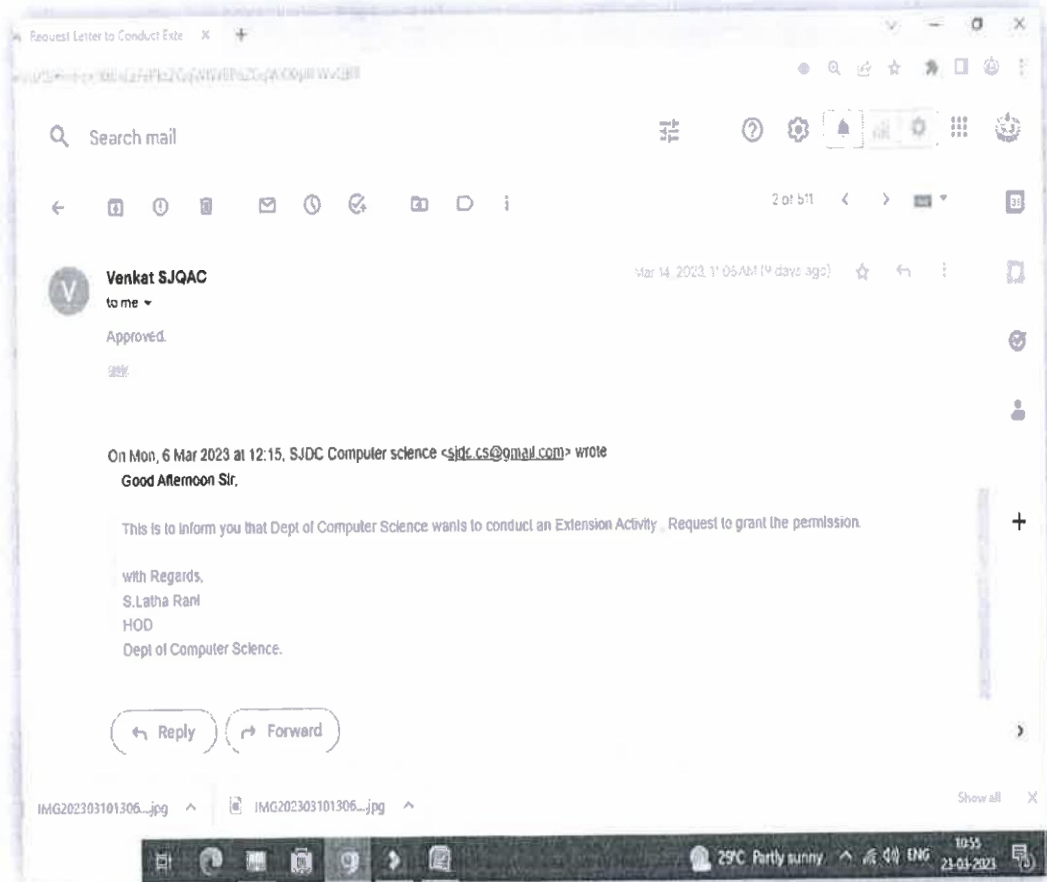 Request Letter to Conduct Exte X +
Search mail
2 of 511
31
V
Venkat SJQAC
Mar 14, 2023, 11:05 AM (9 days ago)
to me
Approved.
On Mon, 6 Mar 2023 at 12:15, SJDC Computer science <sjdc.cs@gmail.com> wrote
Good Afternoon Sir,
This is to inform you that Dept of Computer Science wants to conduct an Extension Activity . Request to grant the permission.
with Regards,
S.Latha Rani
HOD
Dept of Computer Science.
Reply Forward
IMG202303101306....jpg IMG202303101306....jpg Show all X
29°C Partly sunny ENG 10:55
23-03-2023